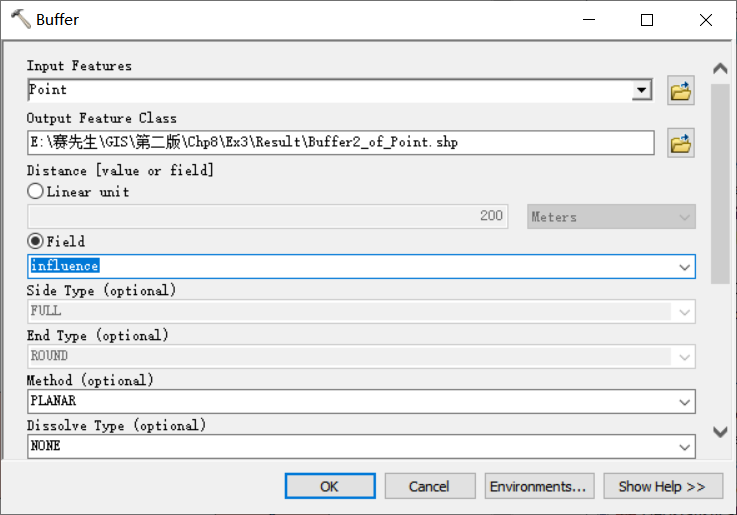 Buffer
Input Features
Point
Output Feature Class
E:\赛先生\GIS\第二版\Chp8\Ex3\Result\Buffer2_of_Point.shp
Distance [value or field]
Linear unit
200 Meters
Field
influence
Side Type (optional)
FULL
End Type (optional)
ROUND
Method (optional)
PLANAR
Dissolve Type (optional)
NONE
OK Cancel Environments... Show Help >>